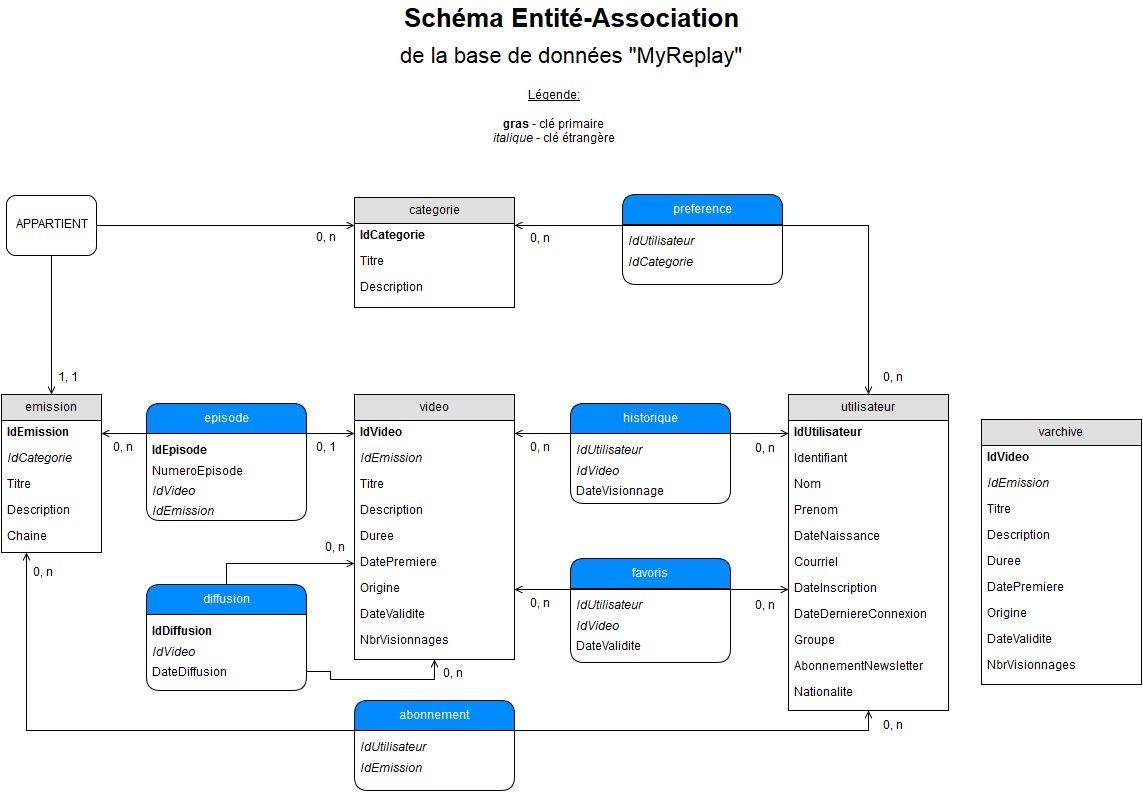 Schéma Entité-Association
de la base de données "MyReplay"
Légende:
gras - clé primaire
italique - clé étrangère
APPARTIENT
0, n
1, 1
categorie
IdCategorie
Titre
Description
0, n
preference
IdUtilisateur
IdCategorie
0, n
emission
IdEmission
IdCategorie
Titre
Description
Chaine
0, n
0, n
episode
IdEpisode
NumeroEpisode
IdVideo
IdEmission
0, 1
0, n
diffusion
IdDiffusion
IdVideo
DateDiffusion
0, n
video
IdVideo
IdEmission
Titre
Description
Duree
DatePremiere
Origine
DateValidite
NbrVisionnages
0, n
historique
IdUtilisateur
IdVideo
DateVisionnage
0, n
0, n
favoris
IdUtilisateur
IdVideo
DateValidite
0, n
abonnement
IdUtilisateur
IdEmission
0, n
utilisateur
IdUtilisateur
Identifiant
Nom
Prenom
DateNaissance
Courriel
DateInscription
DateDerniereConnexion
Groupe
AbonnementNewsletter
Nationalite
varchive
IdVideo
IdEmission
Titre
Description
Duree
DatePremiere
Origine
DateValidite
NbrVisionnages